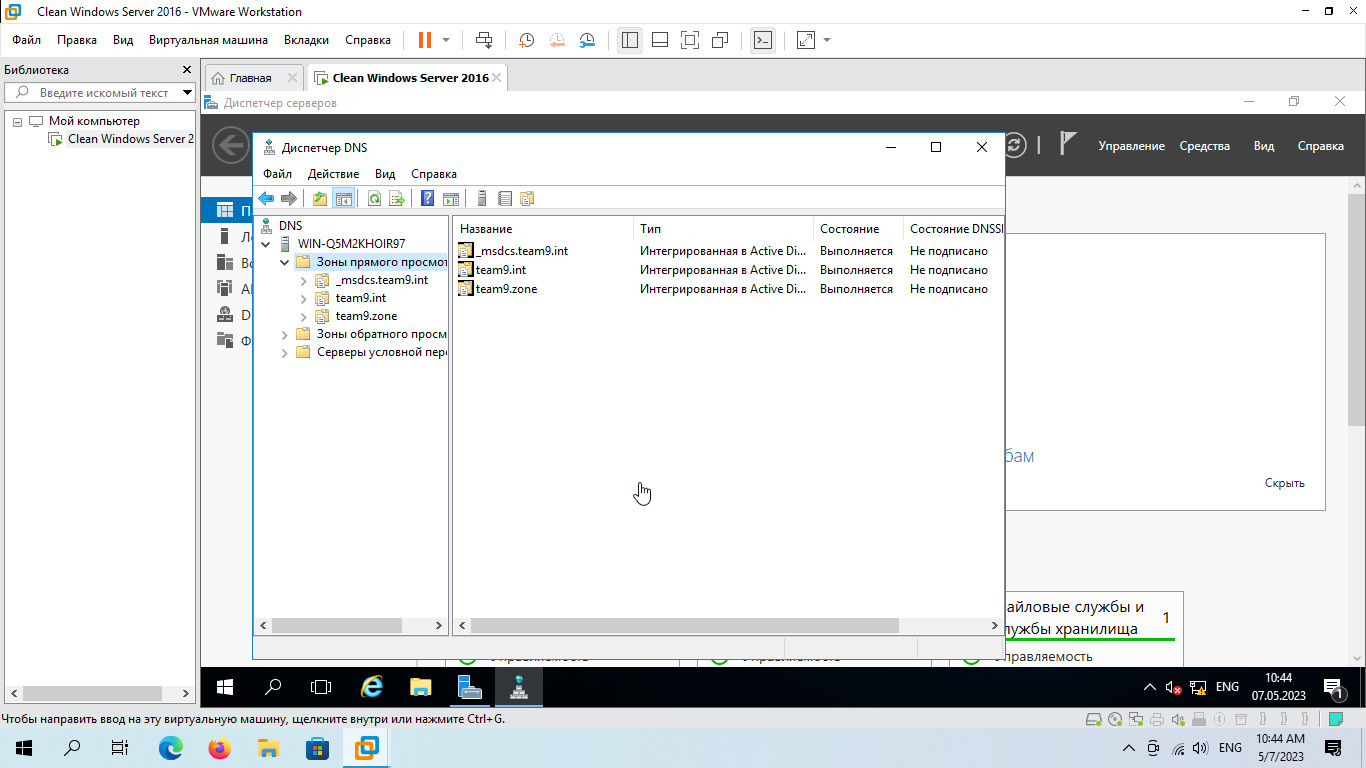 Clean Windows Server 2016 - VMware Workstation
Файл Правка Вид Виртуальная машина Вкладки Справка
Библиотека
Введите искомый текст
Мой компьютер
Clean Windows Server 2
Главная
Clean Windows Server 2016
Диспетчер серверов
Управление Средства Вид Справка
Диспетчер DNS
Файл Действие Вид Справка
DNS
WIN-Q5M2KHOIR97
Зоны прямого просмот
_msdcs.team9.int
team9.int
team9.zone
Зоны обратного просм
Серверы условной пер
Название Тип Состояние Состояние DNSS
_msdcs.team9.int Интегрированная в Active Di... Выполняется Не подписано
team9.int Интегрированная в Active Di... Выполняется Не подписано
team9.zone Интегрированная в Active Di... Выполняется Не подписано
бам
Скрыть
айловые службы и
лужбы хранилища
1
правляемость
ENG
10:44
07.05.2023
1
Чтобы направить ввод на эту виртуальную машину, щелкните внутри или нажмите Ctrl+G.
ENG
10:44 AM
5/7/2023